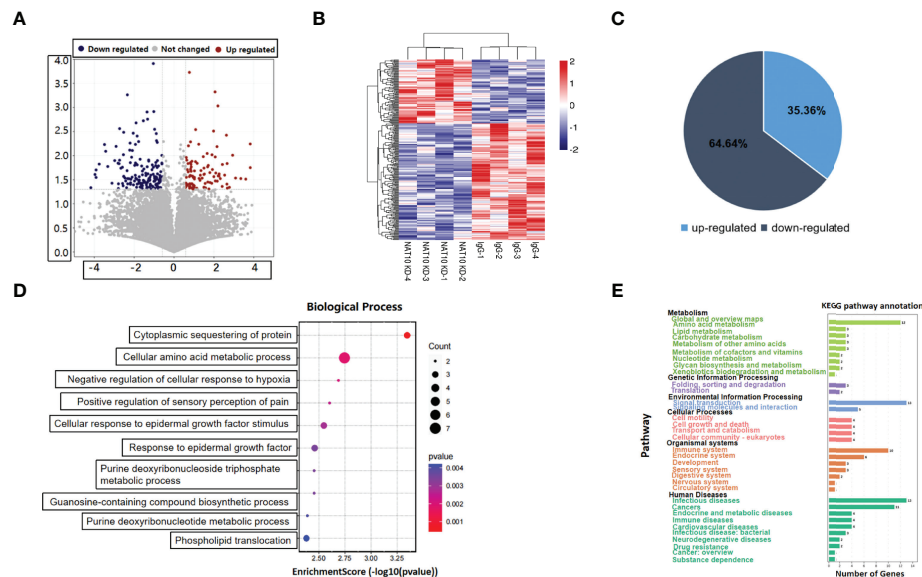 A
Down regulated
Not changed
Up regulated
4.0
3.5
3.0
2.5
2.0
1.5
1.0
0.5
0.0
-4
-2
0
2
4
B
2
1
0
-1
-2
NAT10 KD-4
NAT10 KD-3
NAT10 KD-1
NAT10 KD-2
IgG-1
IgG-2
IgG-3
IgG-4
C
35.36%
64.64%
up-regulated
down-regulated
D
Biological Process
Cytoplasmic sequestering of protein
Cellular amino acid metabolic process
Negative regulation of cellular response to hypoxia
Positive regulation of sensory perception of pain
Cellular response to epidermal growth factor stimulus
Response to epidermal growth factor
Purine deoxyribonucleoside triphosphate
metabolic process
Guanosine-containing compound biosynthetic process
Purine deoxyribonucleotide metabolic process
Phospholipid translocation
2.50
2.75
3.00
3.25
EnrichmentScore (-log10(pvalue))
Count
2
3
4
5
6
7
pvalue
0.004
0.003
0.002
0.001
E
KEGG pathway annotation
Pathway
Metabolism
Global and overview maps
Amino acid metabolism
Lipid metabolism
Carbohydrate metabolism
Metabolism of other amino acids
Metabolism of cofactors and vitamins
Nucleotide metabolism
Glycan biosynthesis and metabolism
Xenobiotics biodegradation and metabolism
Genetic Information Processing
Folding, sorting and degradation
Translation
Environmental Information Processing
Signal transduction
Signaling molecules and interaction
Cellular Processes
Cell motility
Cell growth and death
Transport and catabolism
Cellular community - eukaryotes
Organismal systems
Immune system
Endocrine system
Development
Sensory system
Digestive system
Nervous system
Circulatory system
Human Diseases
Infectious diseases
Cancers
Endocrine and metabolic diseases
Immune diseases
Cardiovascular diseases
Infectious disease: bacterial
Neurodegenerative diseases
Drug resistance
Cancer: overview
Substance dependence
0
2
4
6
8
10
12
14
Number of Genes